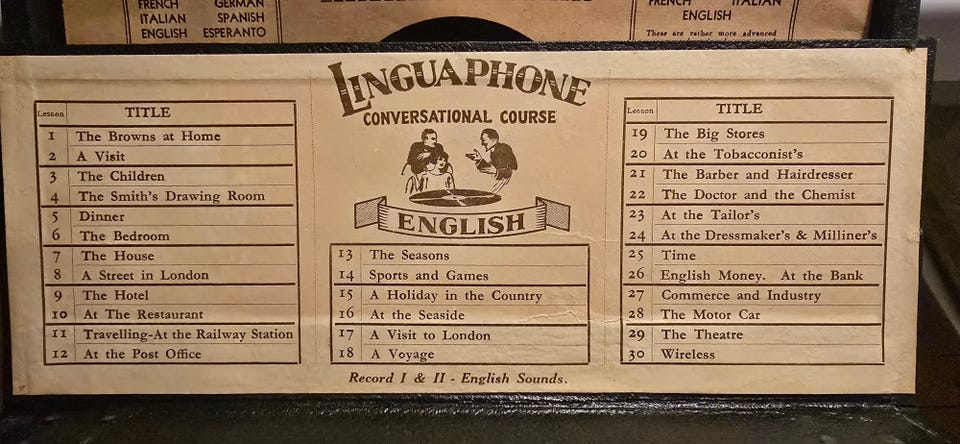 FRENCH GERMAN
ITALIAN SPANISH
ENGLISH ESPERANTO
FRENCH ITALIAN
ENGLISH
These are rather more advanced
LINGUAPHONE
CONVERSATIONAL COURSE
ENGLISH
Lesson TITLE
1 The Browns at Home
2 A Visit
3 The Children
4 The Smith's Drawing Room
5 Dinner
6 The Bedroom
7 The House
8 A Street in London
9 The Hotel
10 At The Restaurant
11 Travelling-At the Railway Station
12 At the Post Office
13 The Seasons
14 Sports and Games
15 A Holiday in the Country
16 At the Seaside
17 A Visit to London
18 A Voyage
Lesson TITLE
19 The Big Stores
20 At the Tobacconist's
21 The Barber and Hairdresser
22 The Doctor and the Chemist
23 At the Tailor's
24 At the Dressmaker's & Milliner's
25 Time
26 English Money. At the Bank
27 Commerce and Industry
28 The Motor Car
29 The Theatre
30 Wireless
Record I & II - English Sounds.